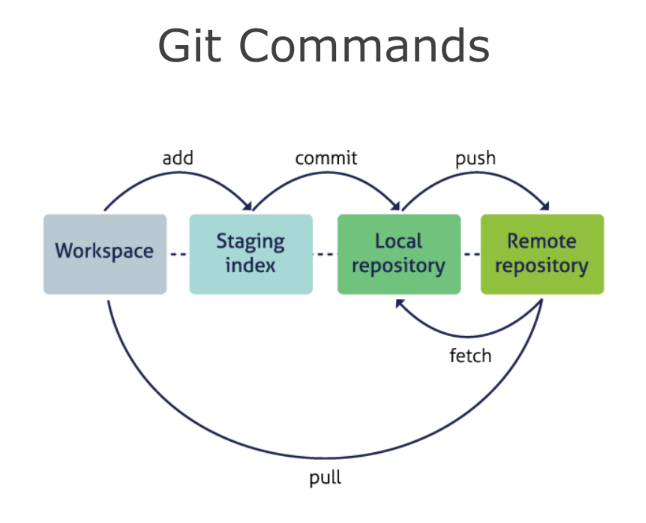 Git Commands
add
commit
push
Workspace
Staging
index
Local
repository
Remote
repository
fetch
pull